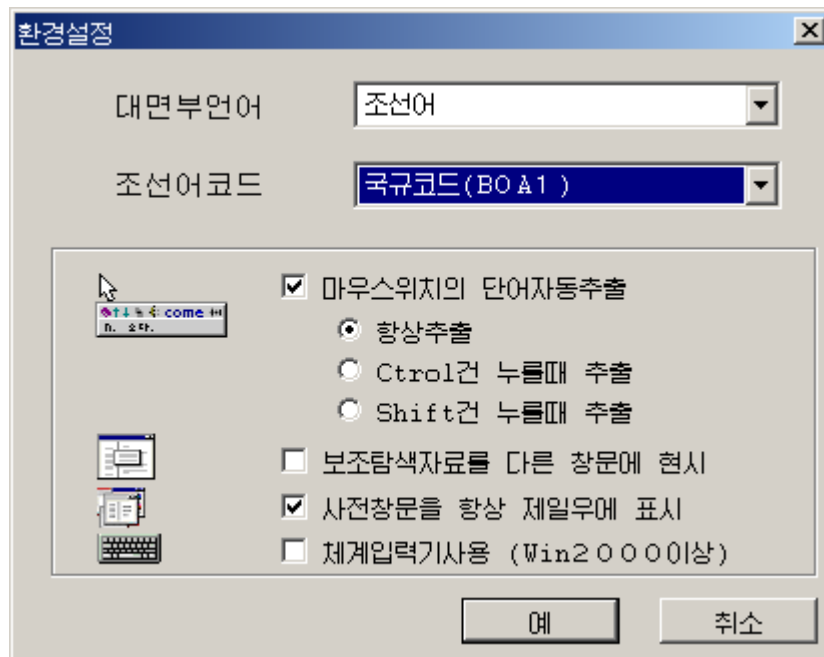 환경설정
대면부언어 조선어
조선어코드 국규코드(B0A1)
마우스위치의 단어자동추출
come
n. 오다.
항상추출
Ctrol건 누를때 추출
Shift건 누를때 추출
보조탐색자료를 다른 창문에 현시
사전창문을 항상 제일우에 표시
체계입력기사용 (Win2000이상)
예 취소